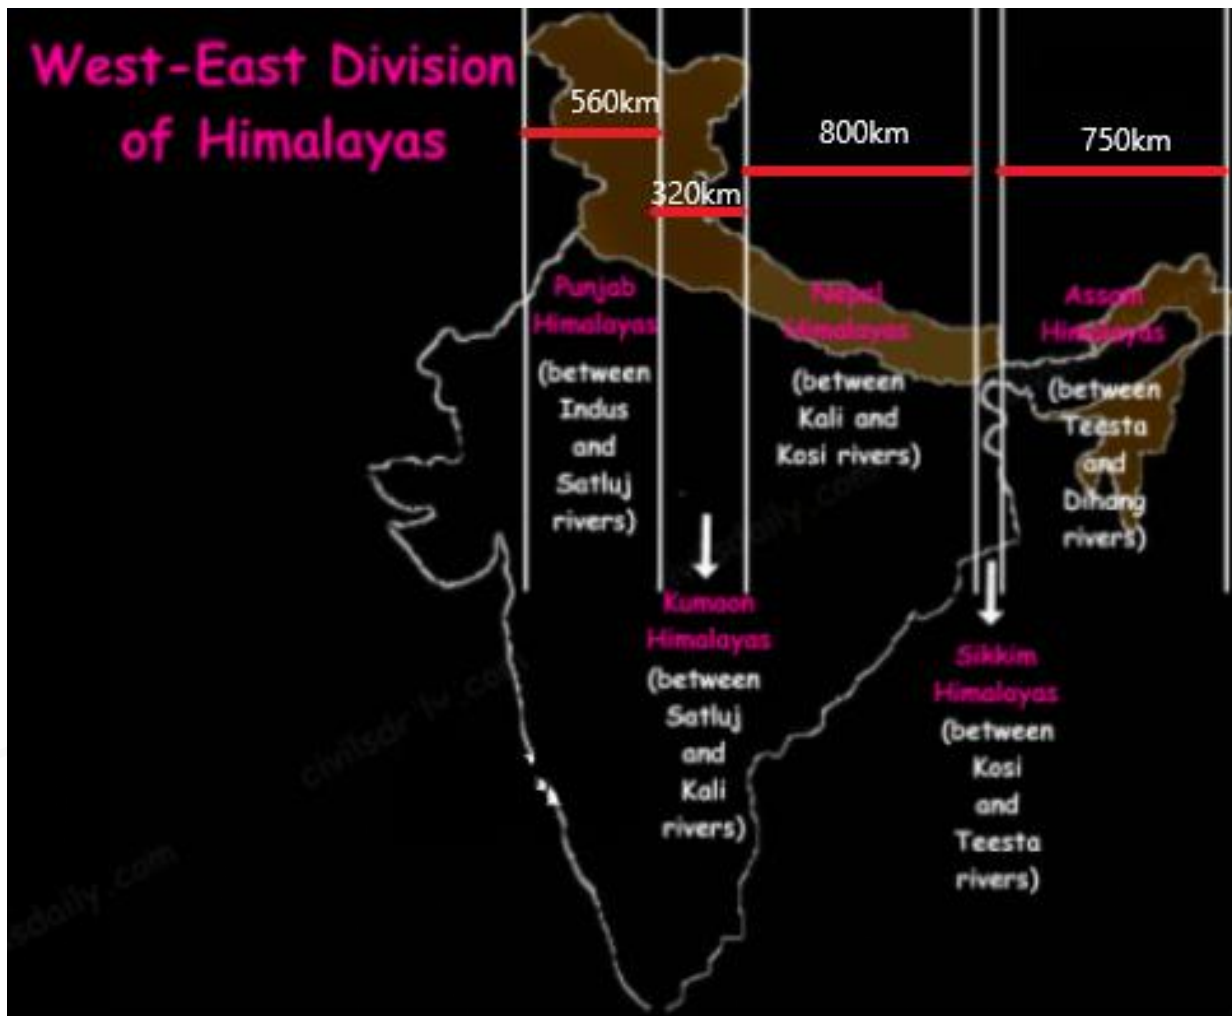 West-East Division
of Himalayas
560km
800km
750km
320km
Punjab
Himalayas
(between
Indus
and
Satluj
rivers)
Nepal
Himalayas
(between
Kali and
Kosi rivers)
Assam
Himalayas
(between
Teesta
and
Dihang
rivers)
Kumaon
Himalayas
(between
Satluj
and
Kali
rivers)
Sikkim
Himalayas
(between
Kosi
and
Teesta
rivers)